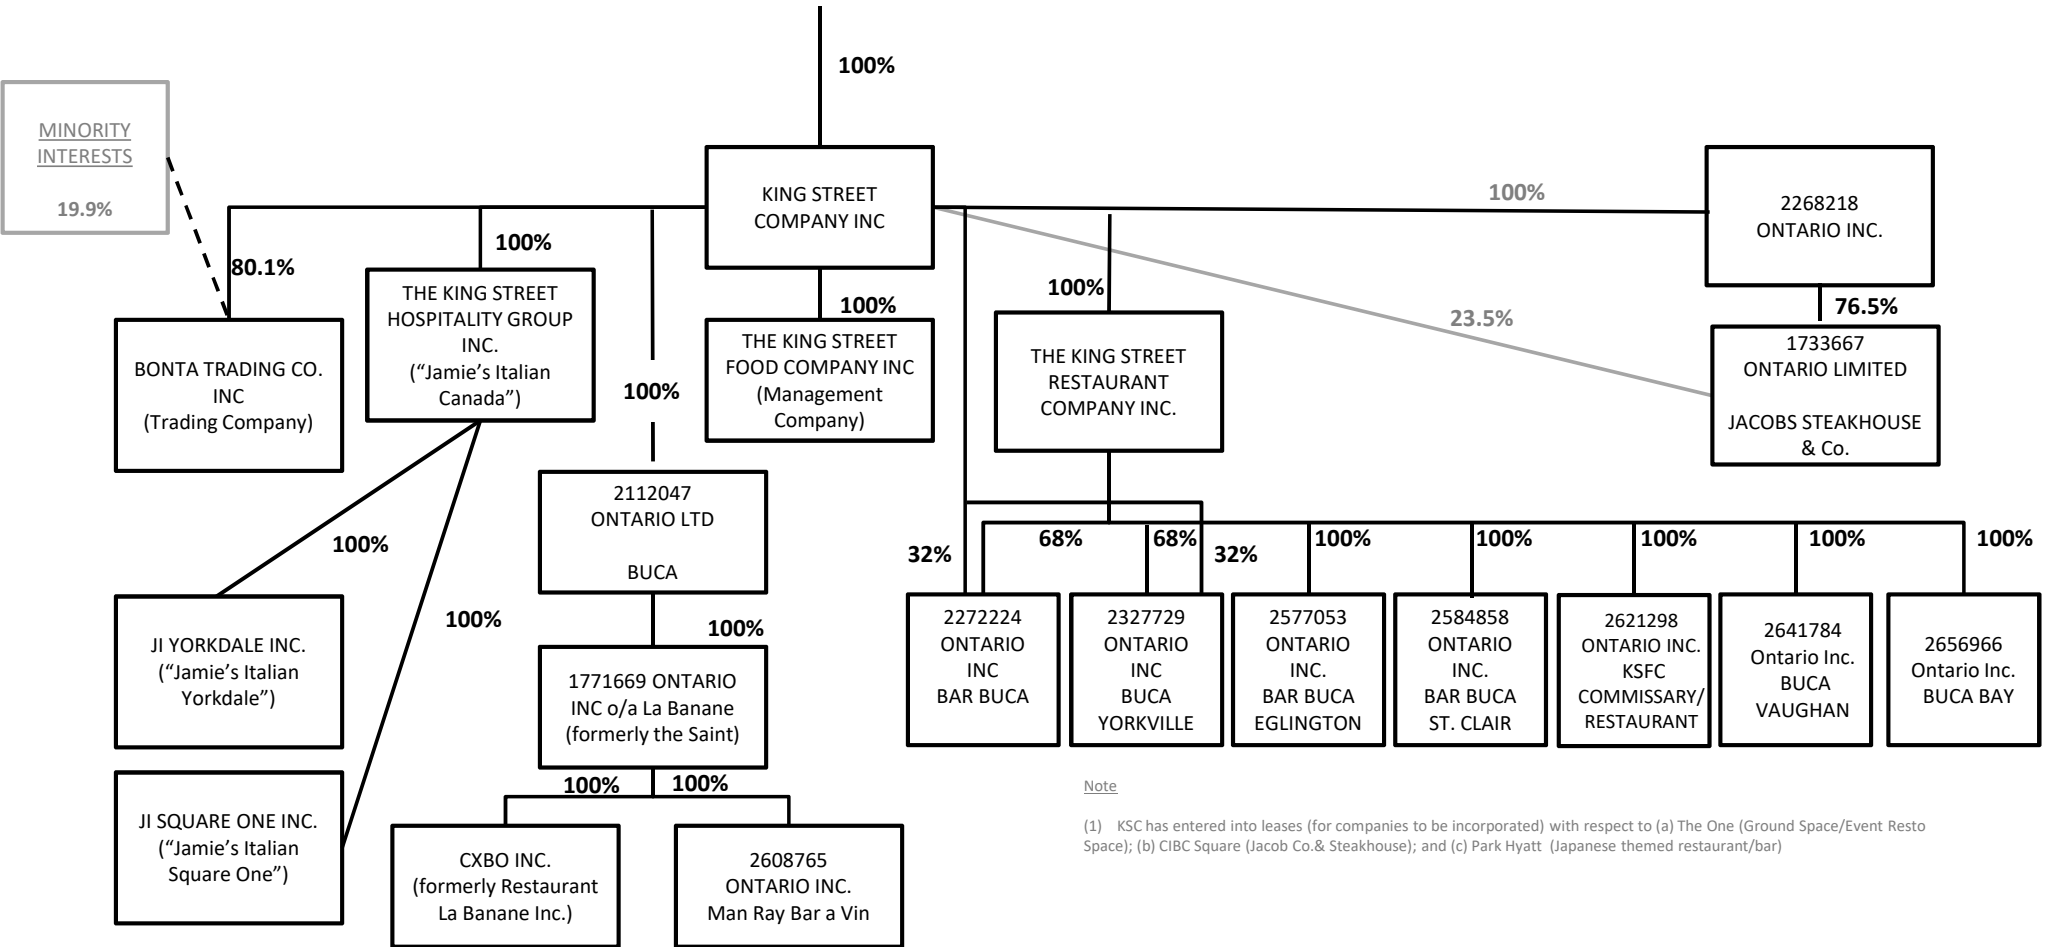 100%
MINORITY
INTERESTS
19.9%
KING STREET
COMPANY INC
100%
2268218
ONTARIO INC.
80.1%
100%
100%
100%
100%
23.5%
76.5%
BONTA TRADING CO.
INC
(Trading Company)
THE KING STREET
HOSPITALITY GROUP
INC.
(“Jamie’s Italian
Canada”)
100%
THE KING STREET
FOOD COMPANY INC
(Management
Company)
THE KING STREET
RESTAURANT
COMPANY INC.
1733667
ONTARIO LIMITED
JACOBS STEAKHOUSE
& Co.
2112047
ONTARIO LTD
BUCA
100%
100%
100%
32%
68%
68%
32%
100%
100%
100%
100%
100%
JI YORKDALE INC.
(“Jamie’s Italian
Yorkdale”)
1771669 ONTARIO
INC o/a La Banane
(formerly the Saint)
2272224
ONTARIO
INC
BAR BUCA
2327729
ONTARIO
INC
BUCA
YORKVILLE
2577053
ONTARIO
INC.
BAR BUCA
EGLINGTON
2584858
ONTARIO
INC.
BAR BUCA
ST. CLAIR
2621298
ONTARIO INC.
KSFC
COMMISSARY/
RESTAURANT
2641784
Ontario Inc.
BUCA
VAUGHAN
2656966
Ontario Inc.
BUCA BAY
100%
100%
JI SQUARE ONE INC.
(“Jamie’s Italian
Square One”)
CXBO INC.
(formerly Restaurant
La Banane Inc.)
2608765
ONTARIO INC.
Man Ray Bar a Vin
Note
(1) KSC has entered into leases (for companies to be incorporated) with respect to (a) The One (Ground Space/Event Resto
Space); (b) CIBC Square (Jacob Co.& Steakhouse); and (c) Park Hyatt (Japanese themed restaurant/bar)